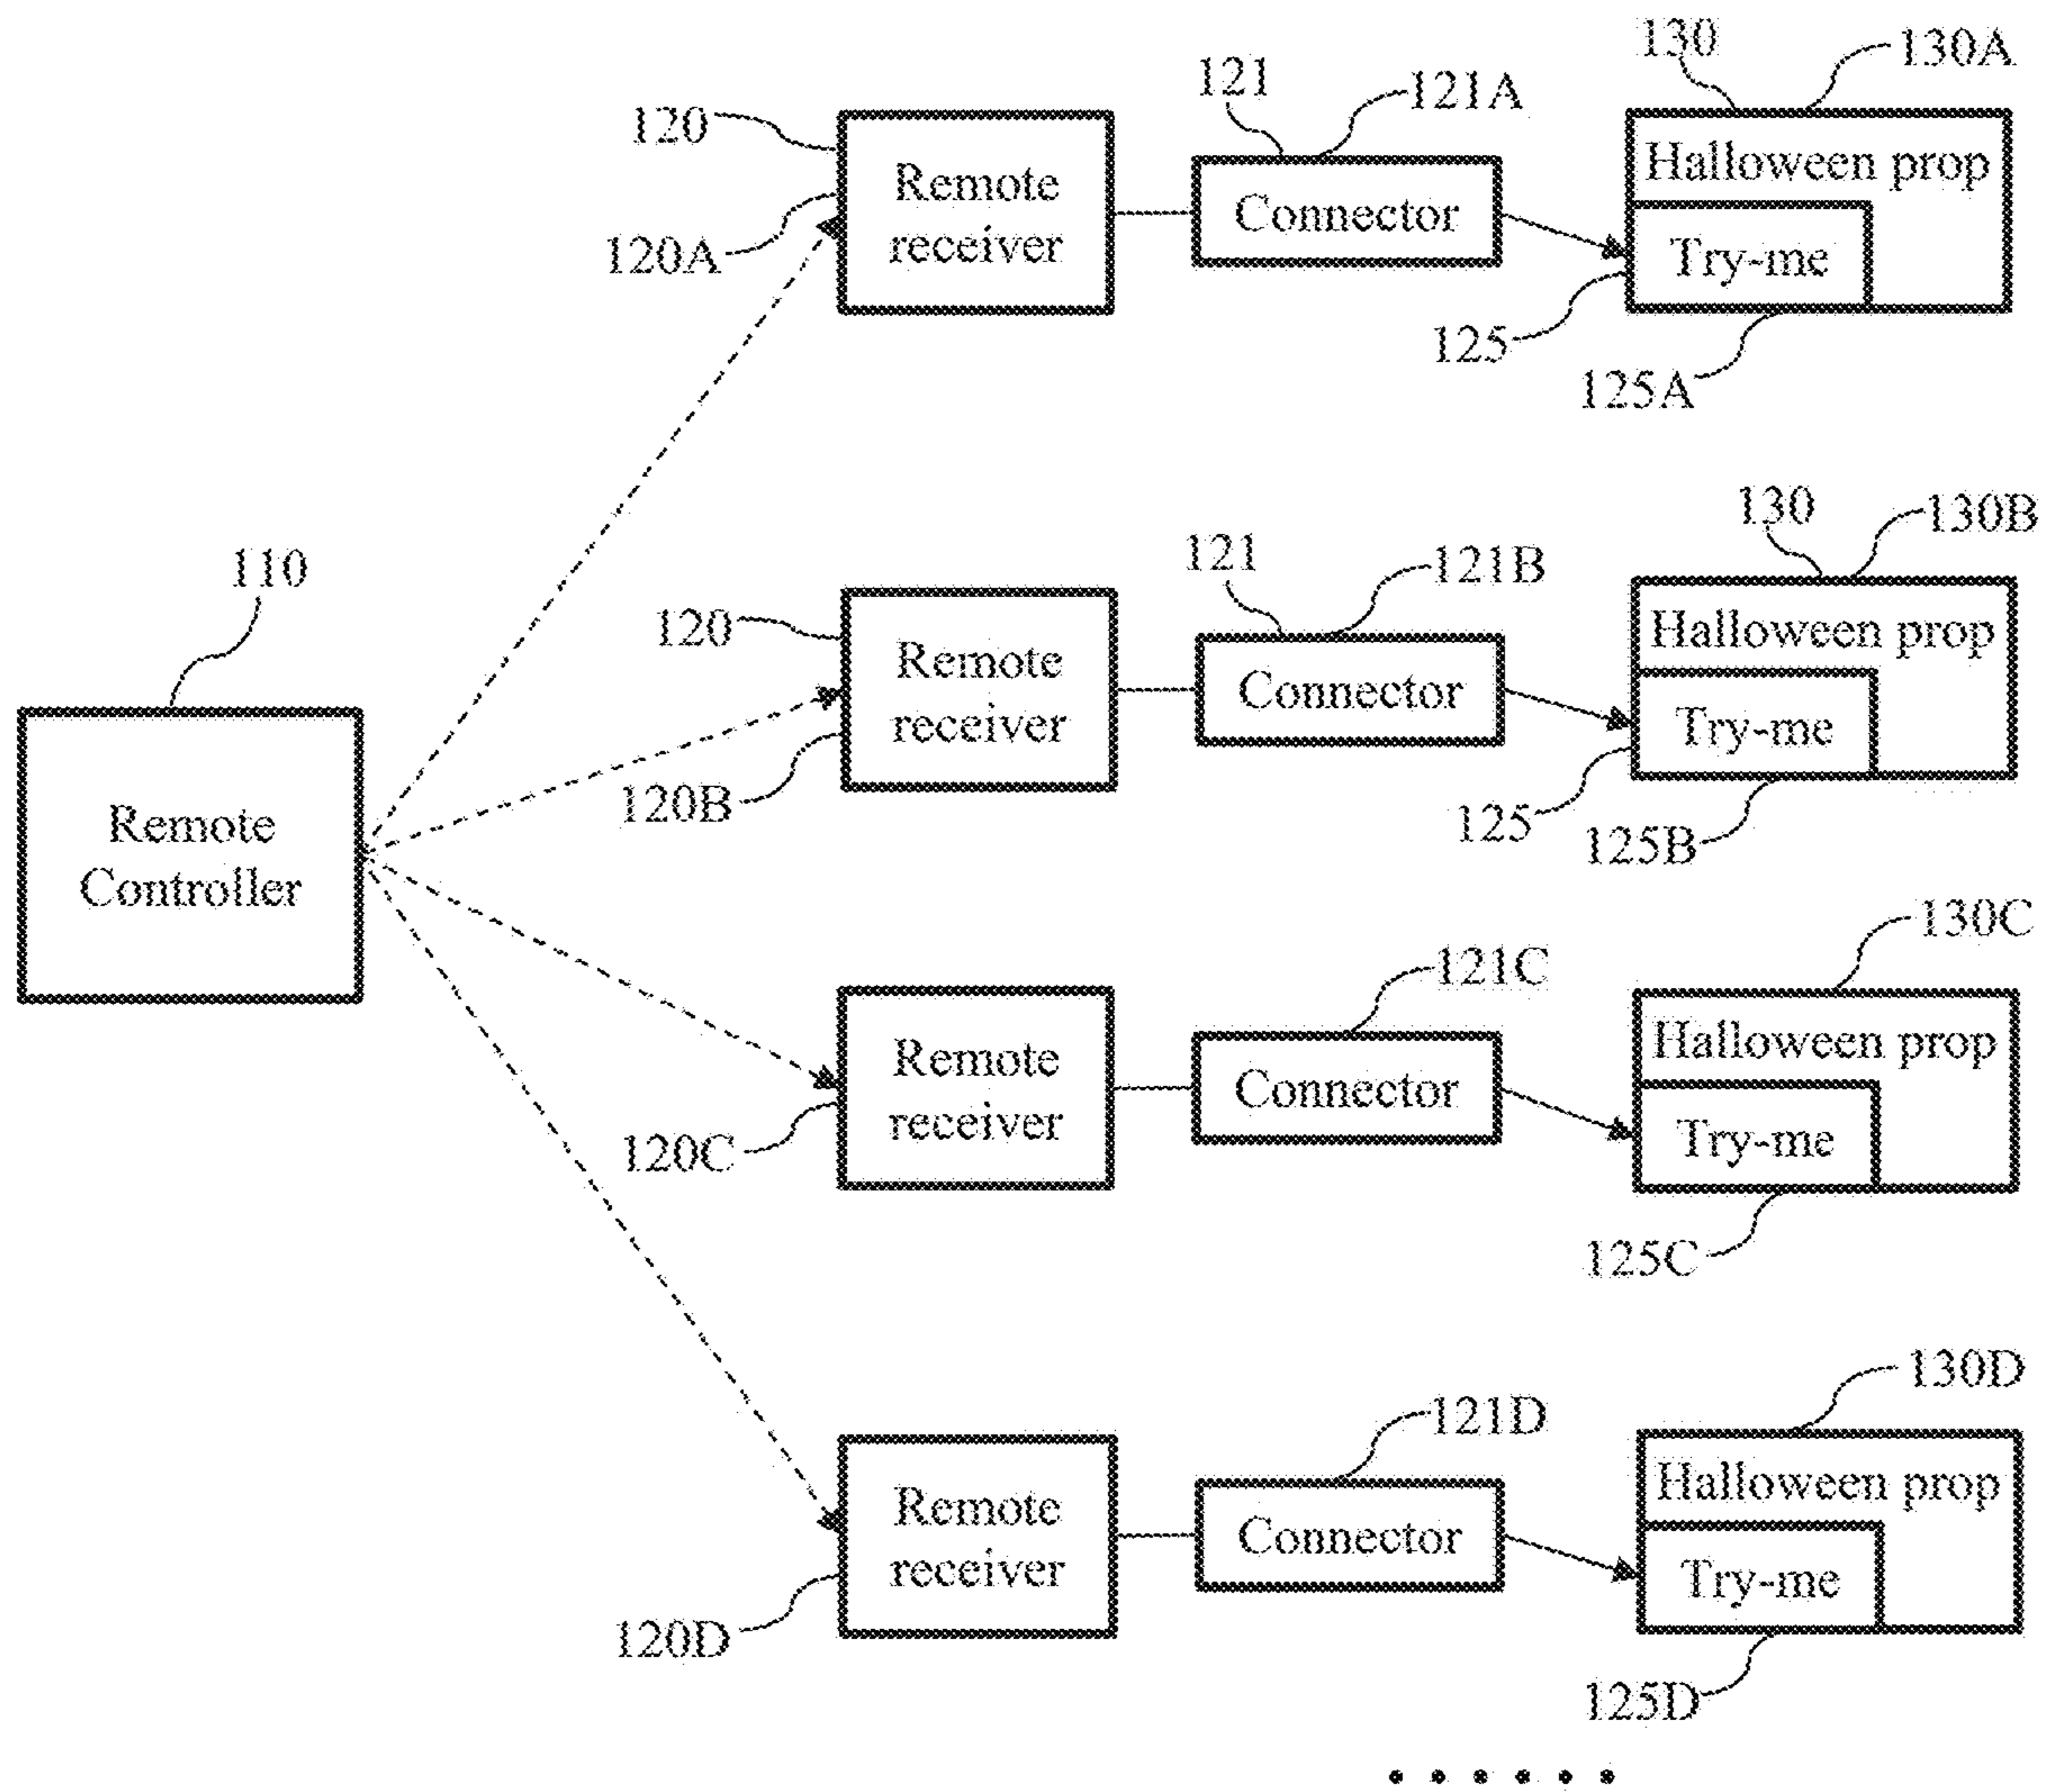 130
130A
121
121A
120
Remote
receiver
Connector
Halloween prop
Try-me
120A
125
125A
130
130B
121
121B
110
120
Remote
receiver
Connector
Halloween prop
Try-me
120B
125
125B
Remote
Controller
130C
121C
Remote
receiver
Connector
Halloween prop
Try-me
120C
125C
130D
121D
Remote
receiver
Connector
Halloween prop
Try-me
120D
125D
......